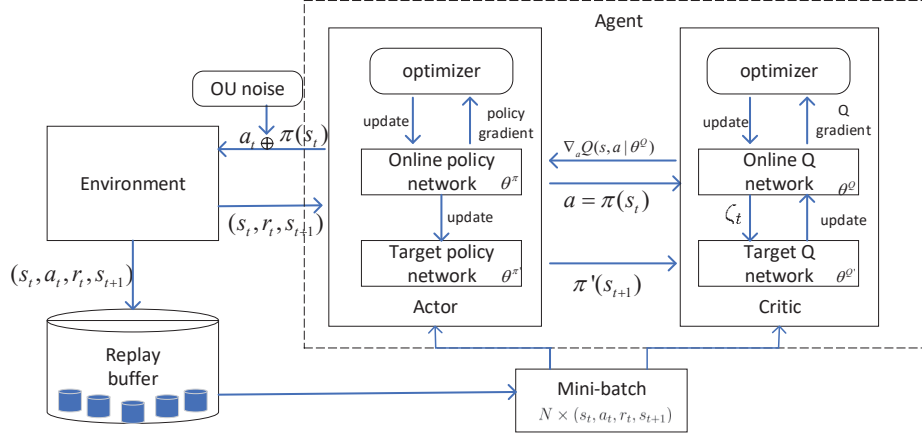 Agent
optimizer
update
policy
gradient
Online policy
network
θ^π
update
Target policy
network
θ^π'
Actor
optimizer
update
Q
gradient
Online Q
network
θ^Q
ζ_t
update
Target Q
network
θ^Q'
Critic
OU noise
a_t ⊕ π(s_t)
Environment
(s_t, r_t, s_{t+1})
∇_a Q(s, a | θ^Q)
a = π(s_t)
π'(s_{t+1})
(s_t, a_t, r_t, s_{t+1})
Replay
buffer
Mini-batch
N × (s_t, a_t, r_t, s_{t+1})